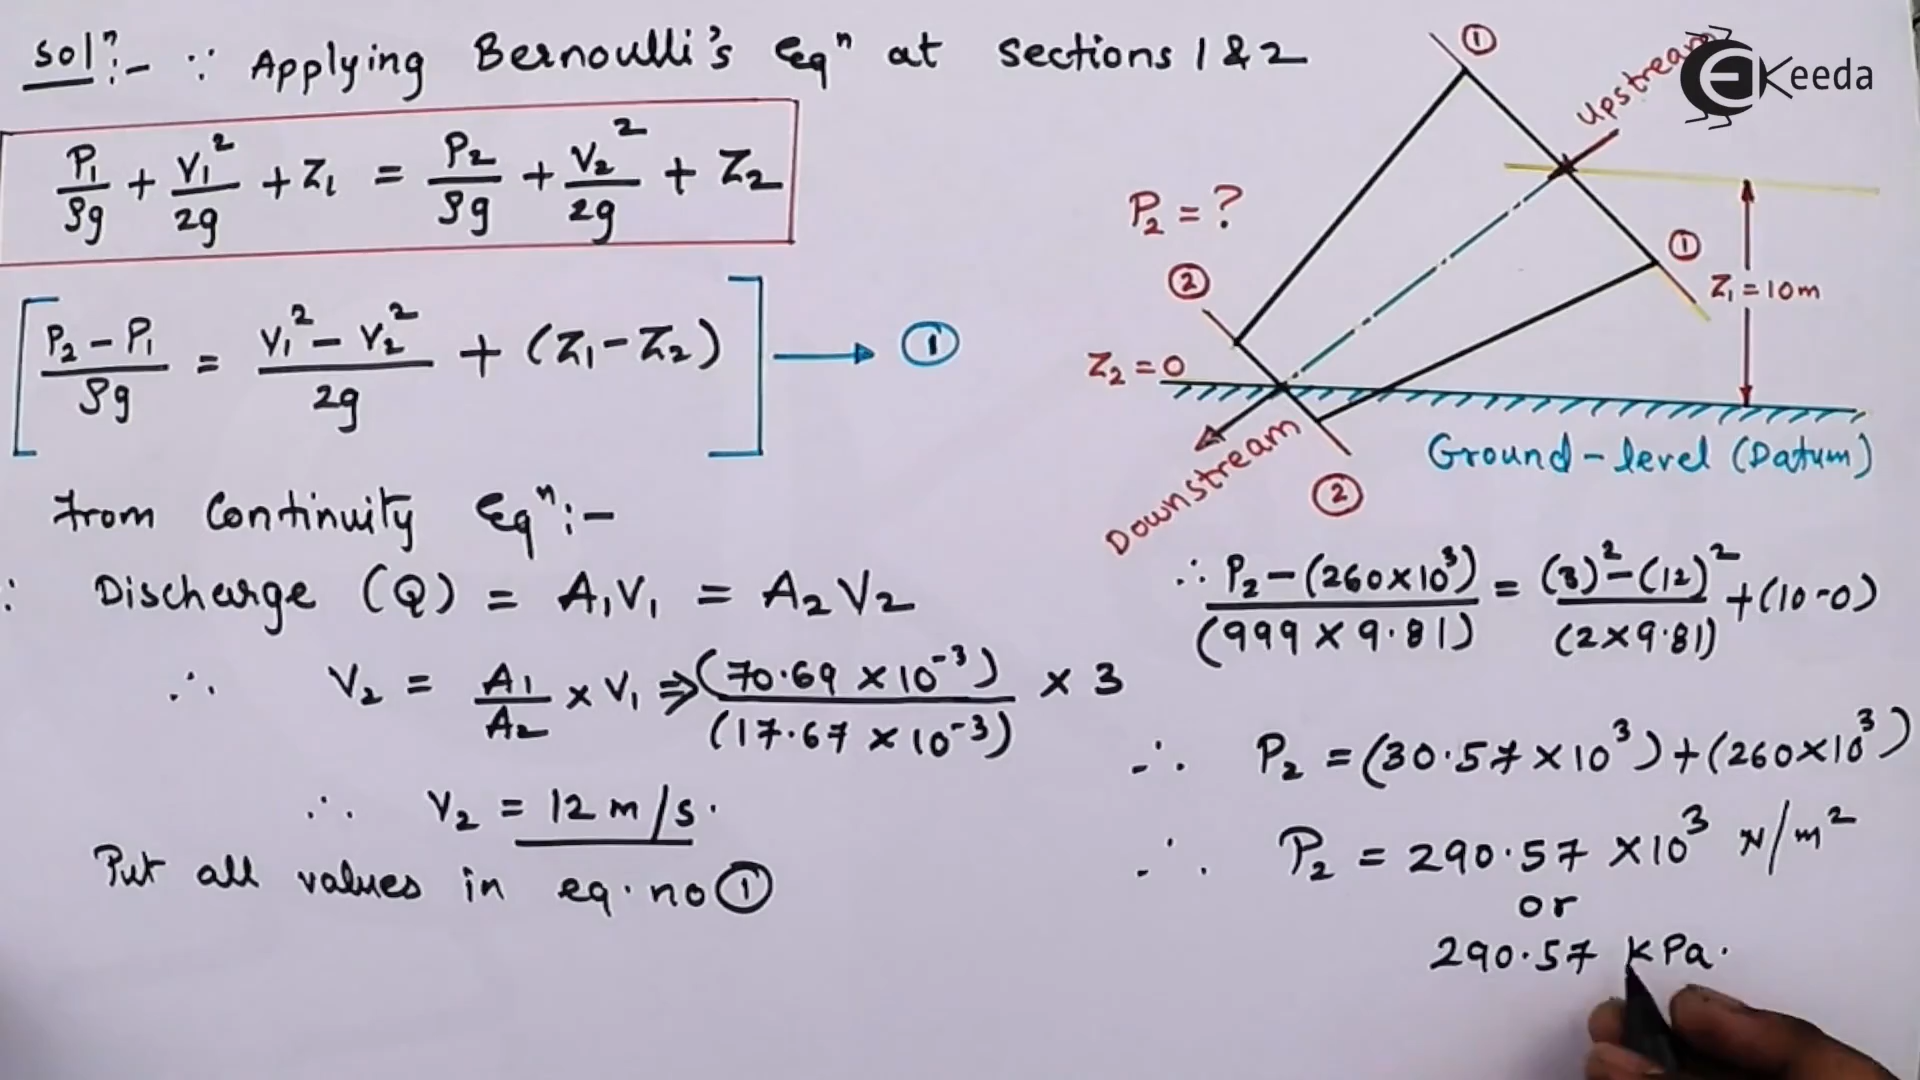 Solⁿ:- ∵ Applying Bernoulli's Eqⁿ at sections 1 & 2
P₁/ρg + V₁²/2g + Z₁ = P₂/ρg + V₂²/2g + Z₂
[(P₂ - P₁)/ρg = (V₁² - V₂²)/2g + (Z₁ - Z₂)] → ①
From Continuity Eqⁿ:-
: Discharge (Q) = A₁V₁ = A₂V₂
∴ V₂ = A₁/A₂ × V₁ ⇒ (70.69 × 10⁻³)/(17.67 × 10⁻³) × 3
∴ V₂ = 12 m/s.
Put all values in eq. no ①
①
Upstream
EKeeda
P₂ = ?
①
②
Z₁ = 10m
Z₂ = 0
Downstream
②
Ground-level (Datum)
∴ P₂ - (260×10³)/(999 × 9.81) = (3)² - (12)²/(2×9.81) + (10-0)
∴ P₂ = (30.57×10³) + (260×10³)
∴ P₂ = 290.57 ×10³ N/m²
or
290.57 KPa.